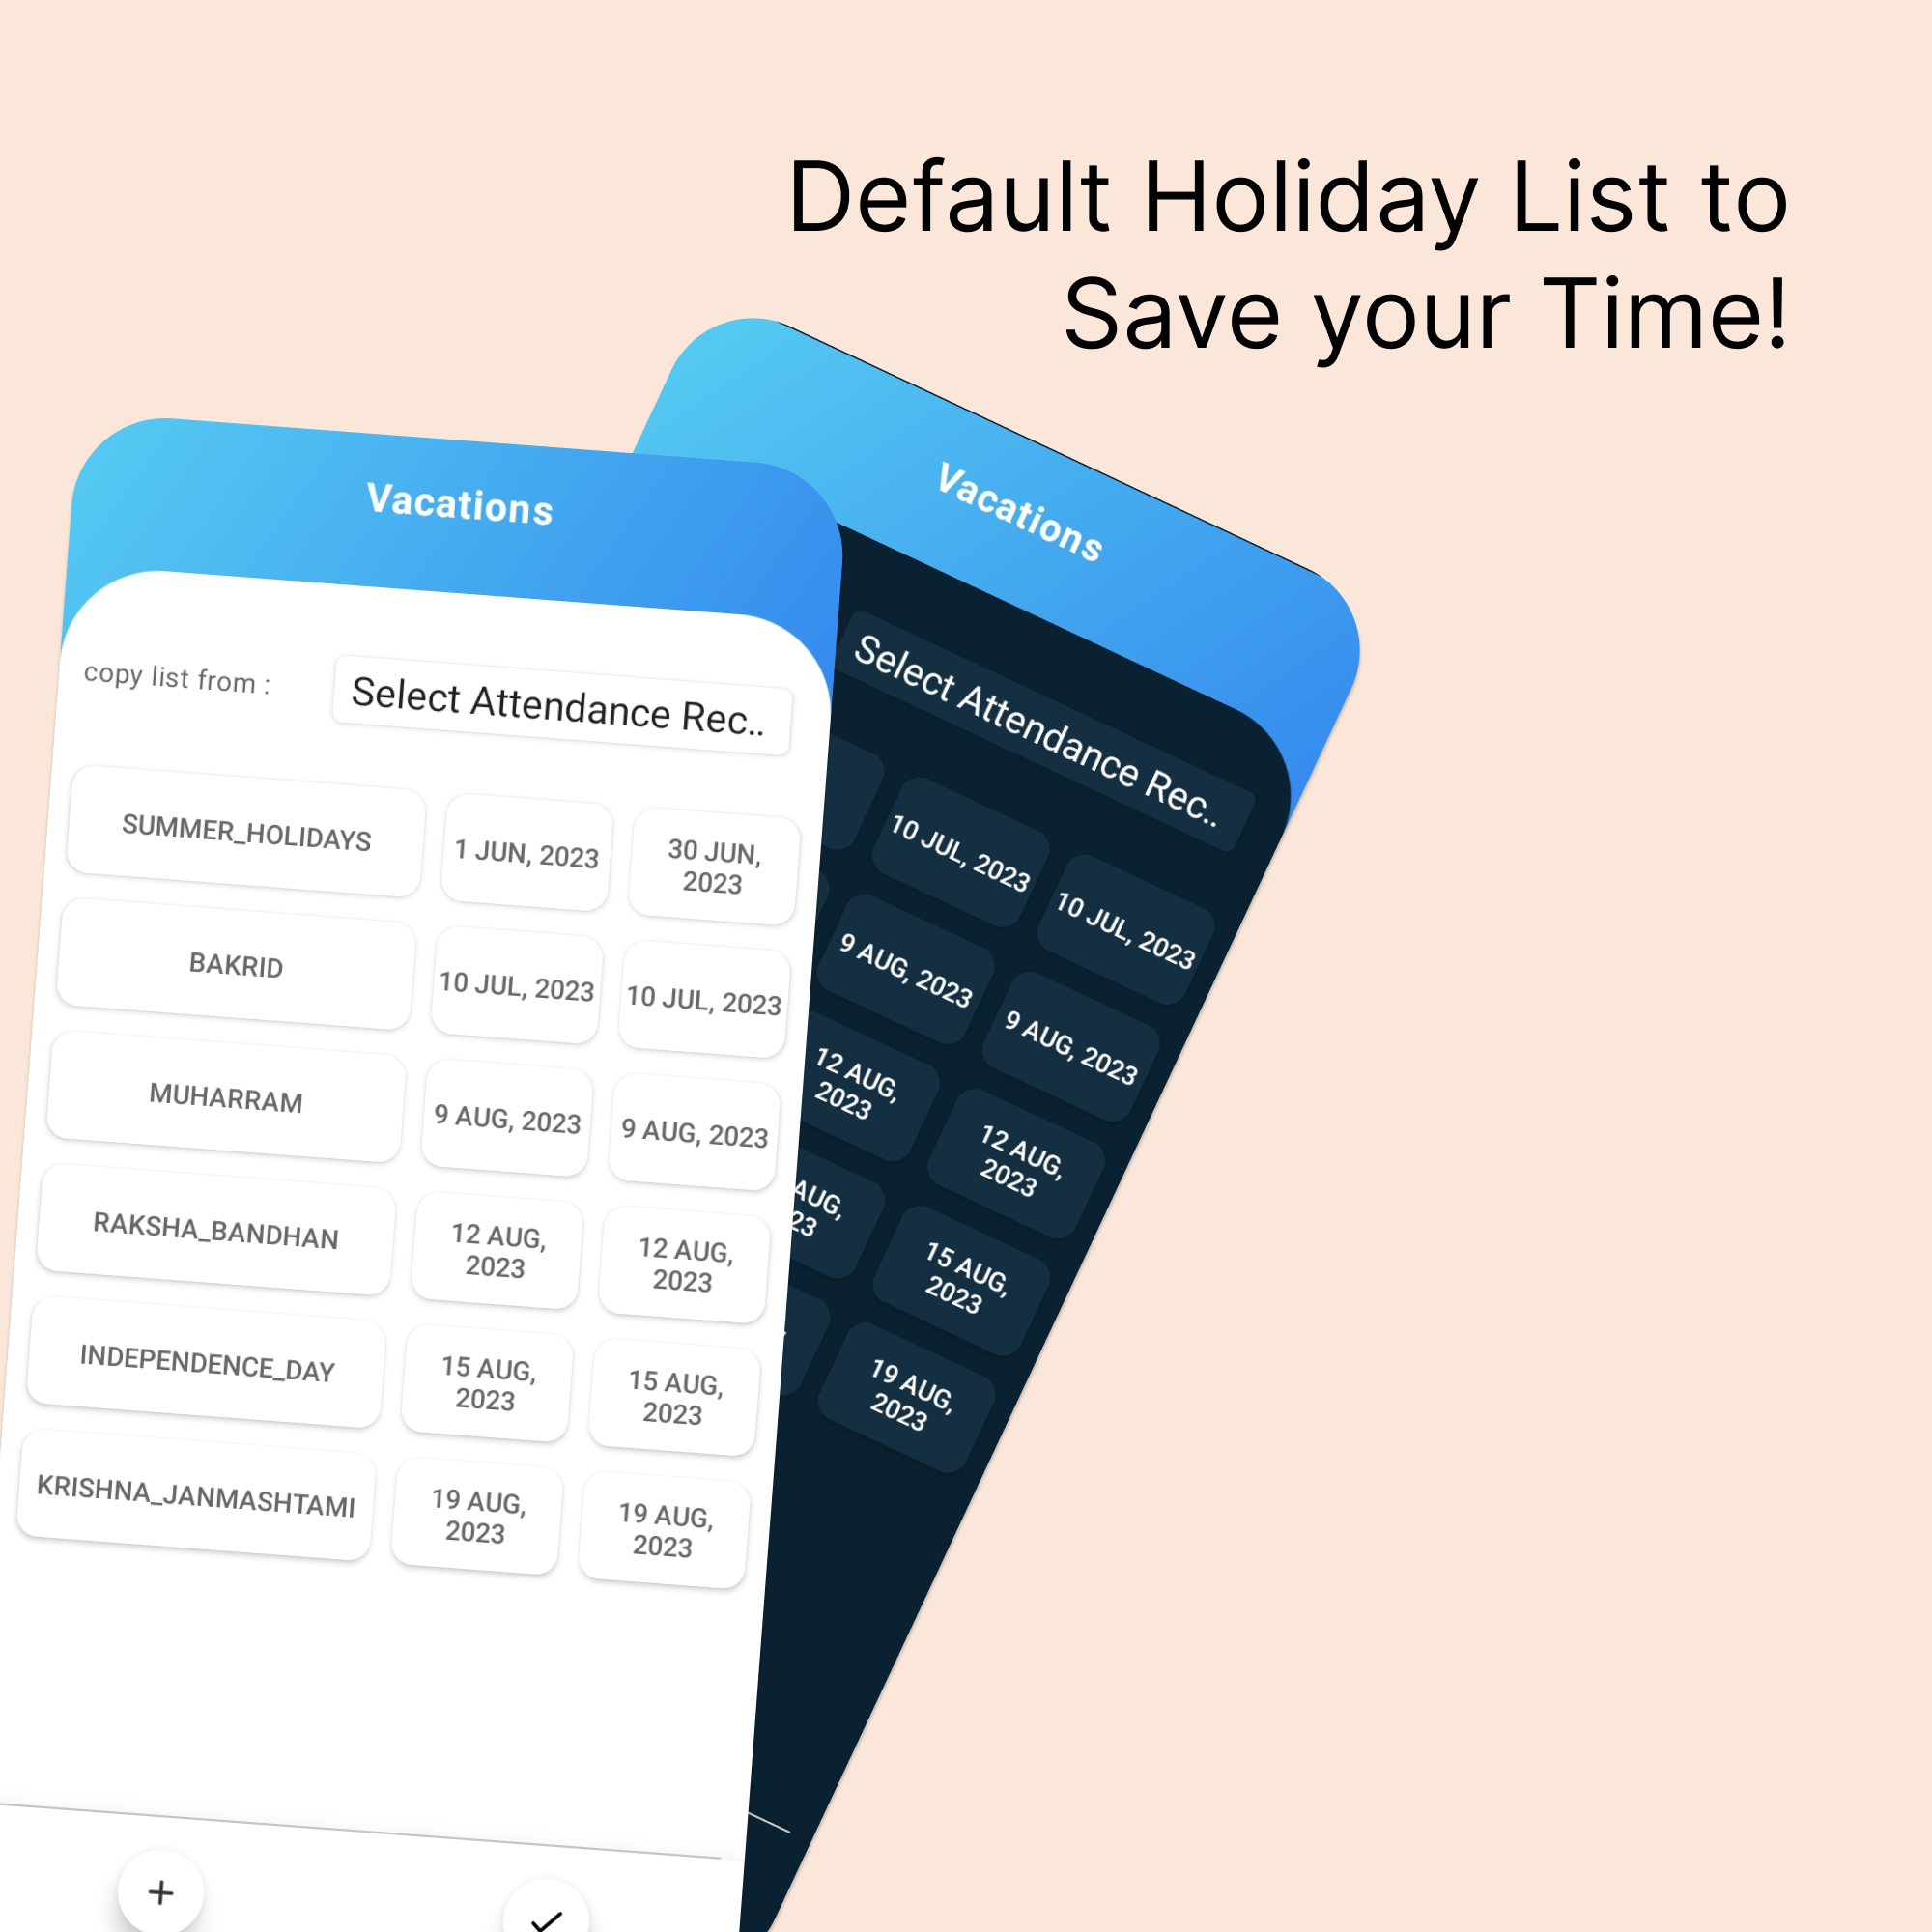 Default Holiday List to
Save your Time!
Vacations
copy list from :
Select Attendance Rec..
SUMMER_HOLIDAYS
1 JUN, 2023
30 JUN,
2023
BAKRID
10 JUL, 2023
10 JUL, 2023
MUHARRAM
9 AUG, 2023
9 AUG, 2023
RAKSHA_BANDHAN
12 AUG,
2023
12 AUG,
2023
INDEPENDENCE_DAY
15 AUG,
2023
15 AUG,
2023
KRISHNA_JANMASHTAMI
19 AUG,
2023
19 AUG,
2023
Vacations
Select Attendance Rec..
10 JUL, 2023
10 JUL, 2023
9 AUG, 2023
9 AUG, 2023
12 AUG,
2023
12 AUG,
2023
AUG,
23
15 AUG,
2023
19 AUG,
2023